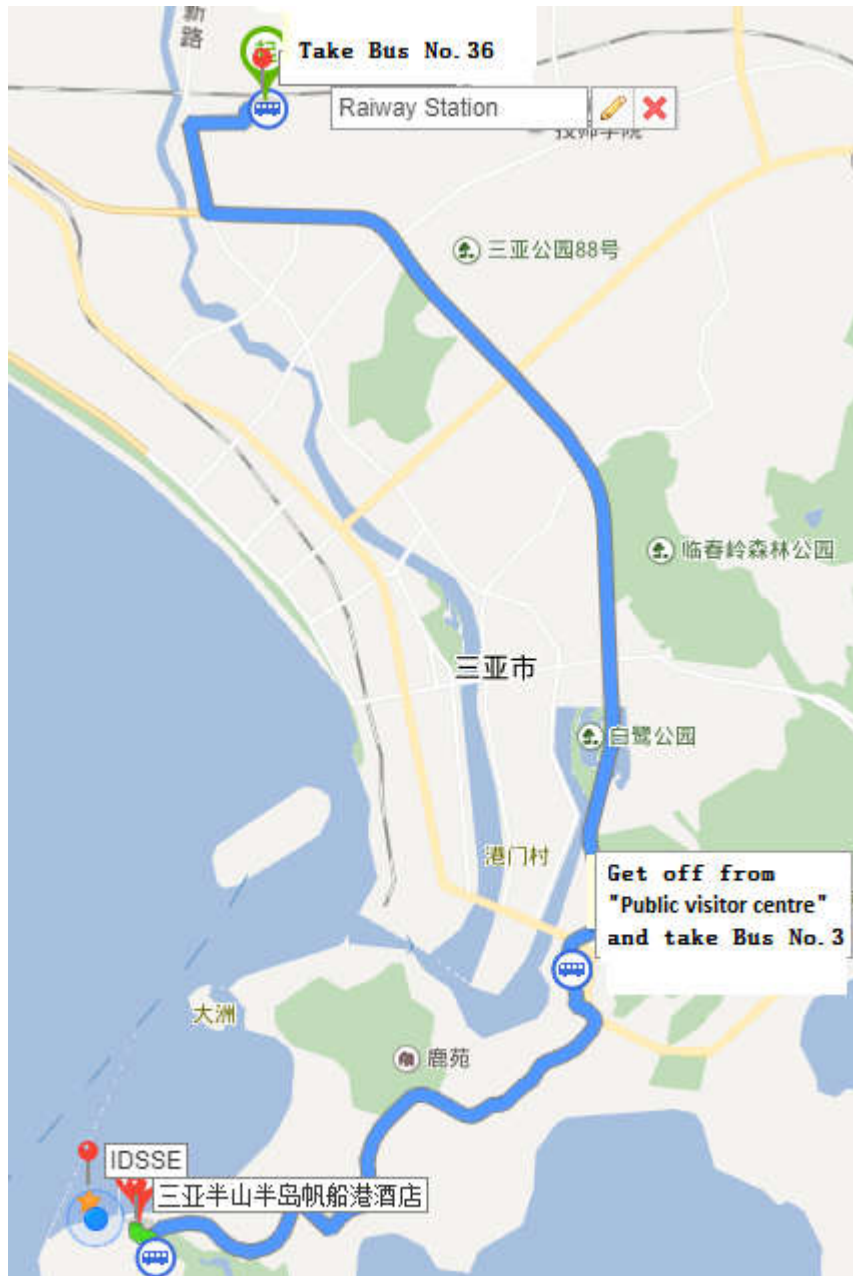 新路
起
Take Bus No.36
Raiway Station
三亚公园88号
临春岭森林公园
三亚市
白鹭公园
港门村
Get off from
"Public visitor centre"
and take Bus No.3
大洲
鹿苑
IDSSE
三亚半山半岛帆船港酒店